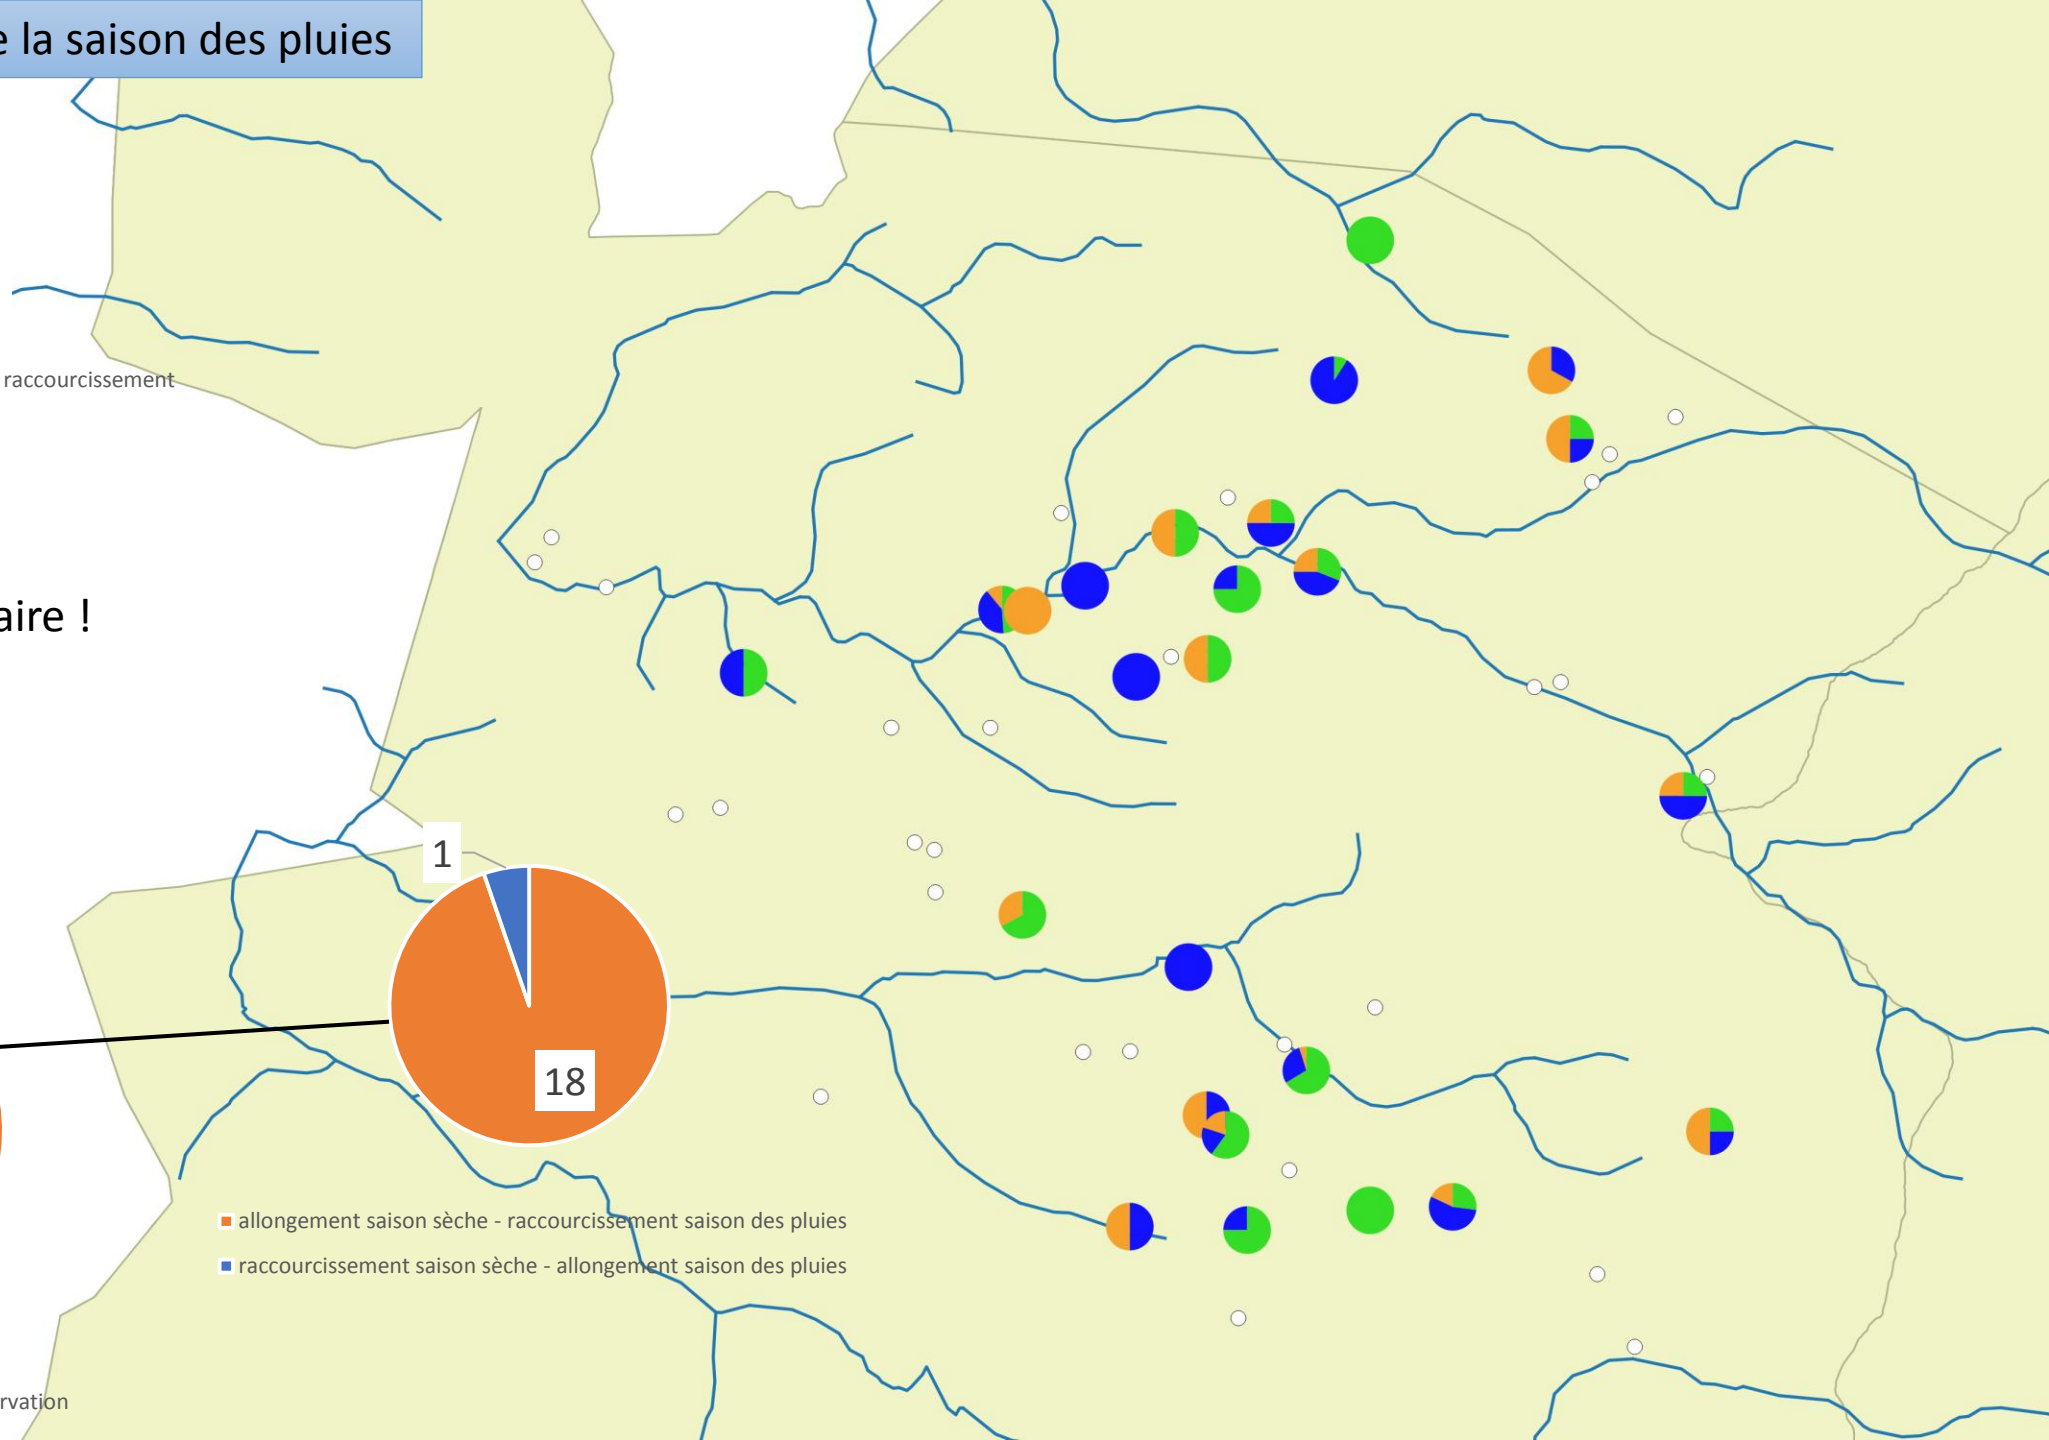 e la saison des pluies
raccourcissement
aire !
1
18
allongement saison sèche - raccourcissement saison des pluies
raccourcissement saison sèche - allongement saison des pluies
rvation